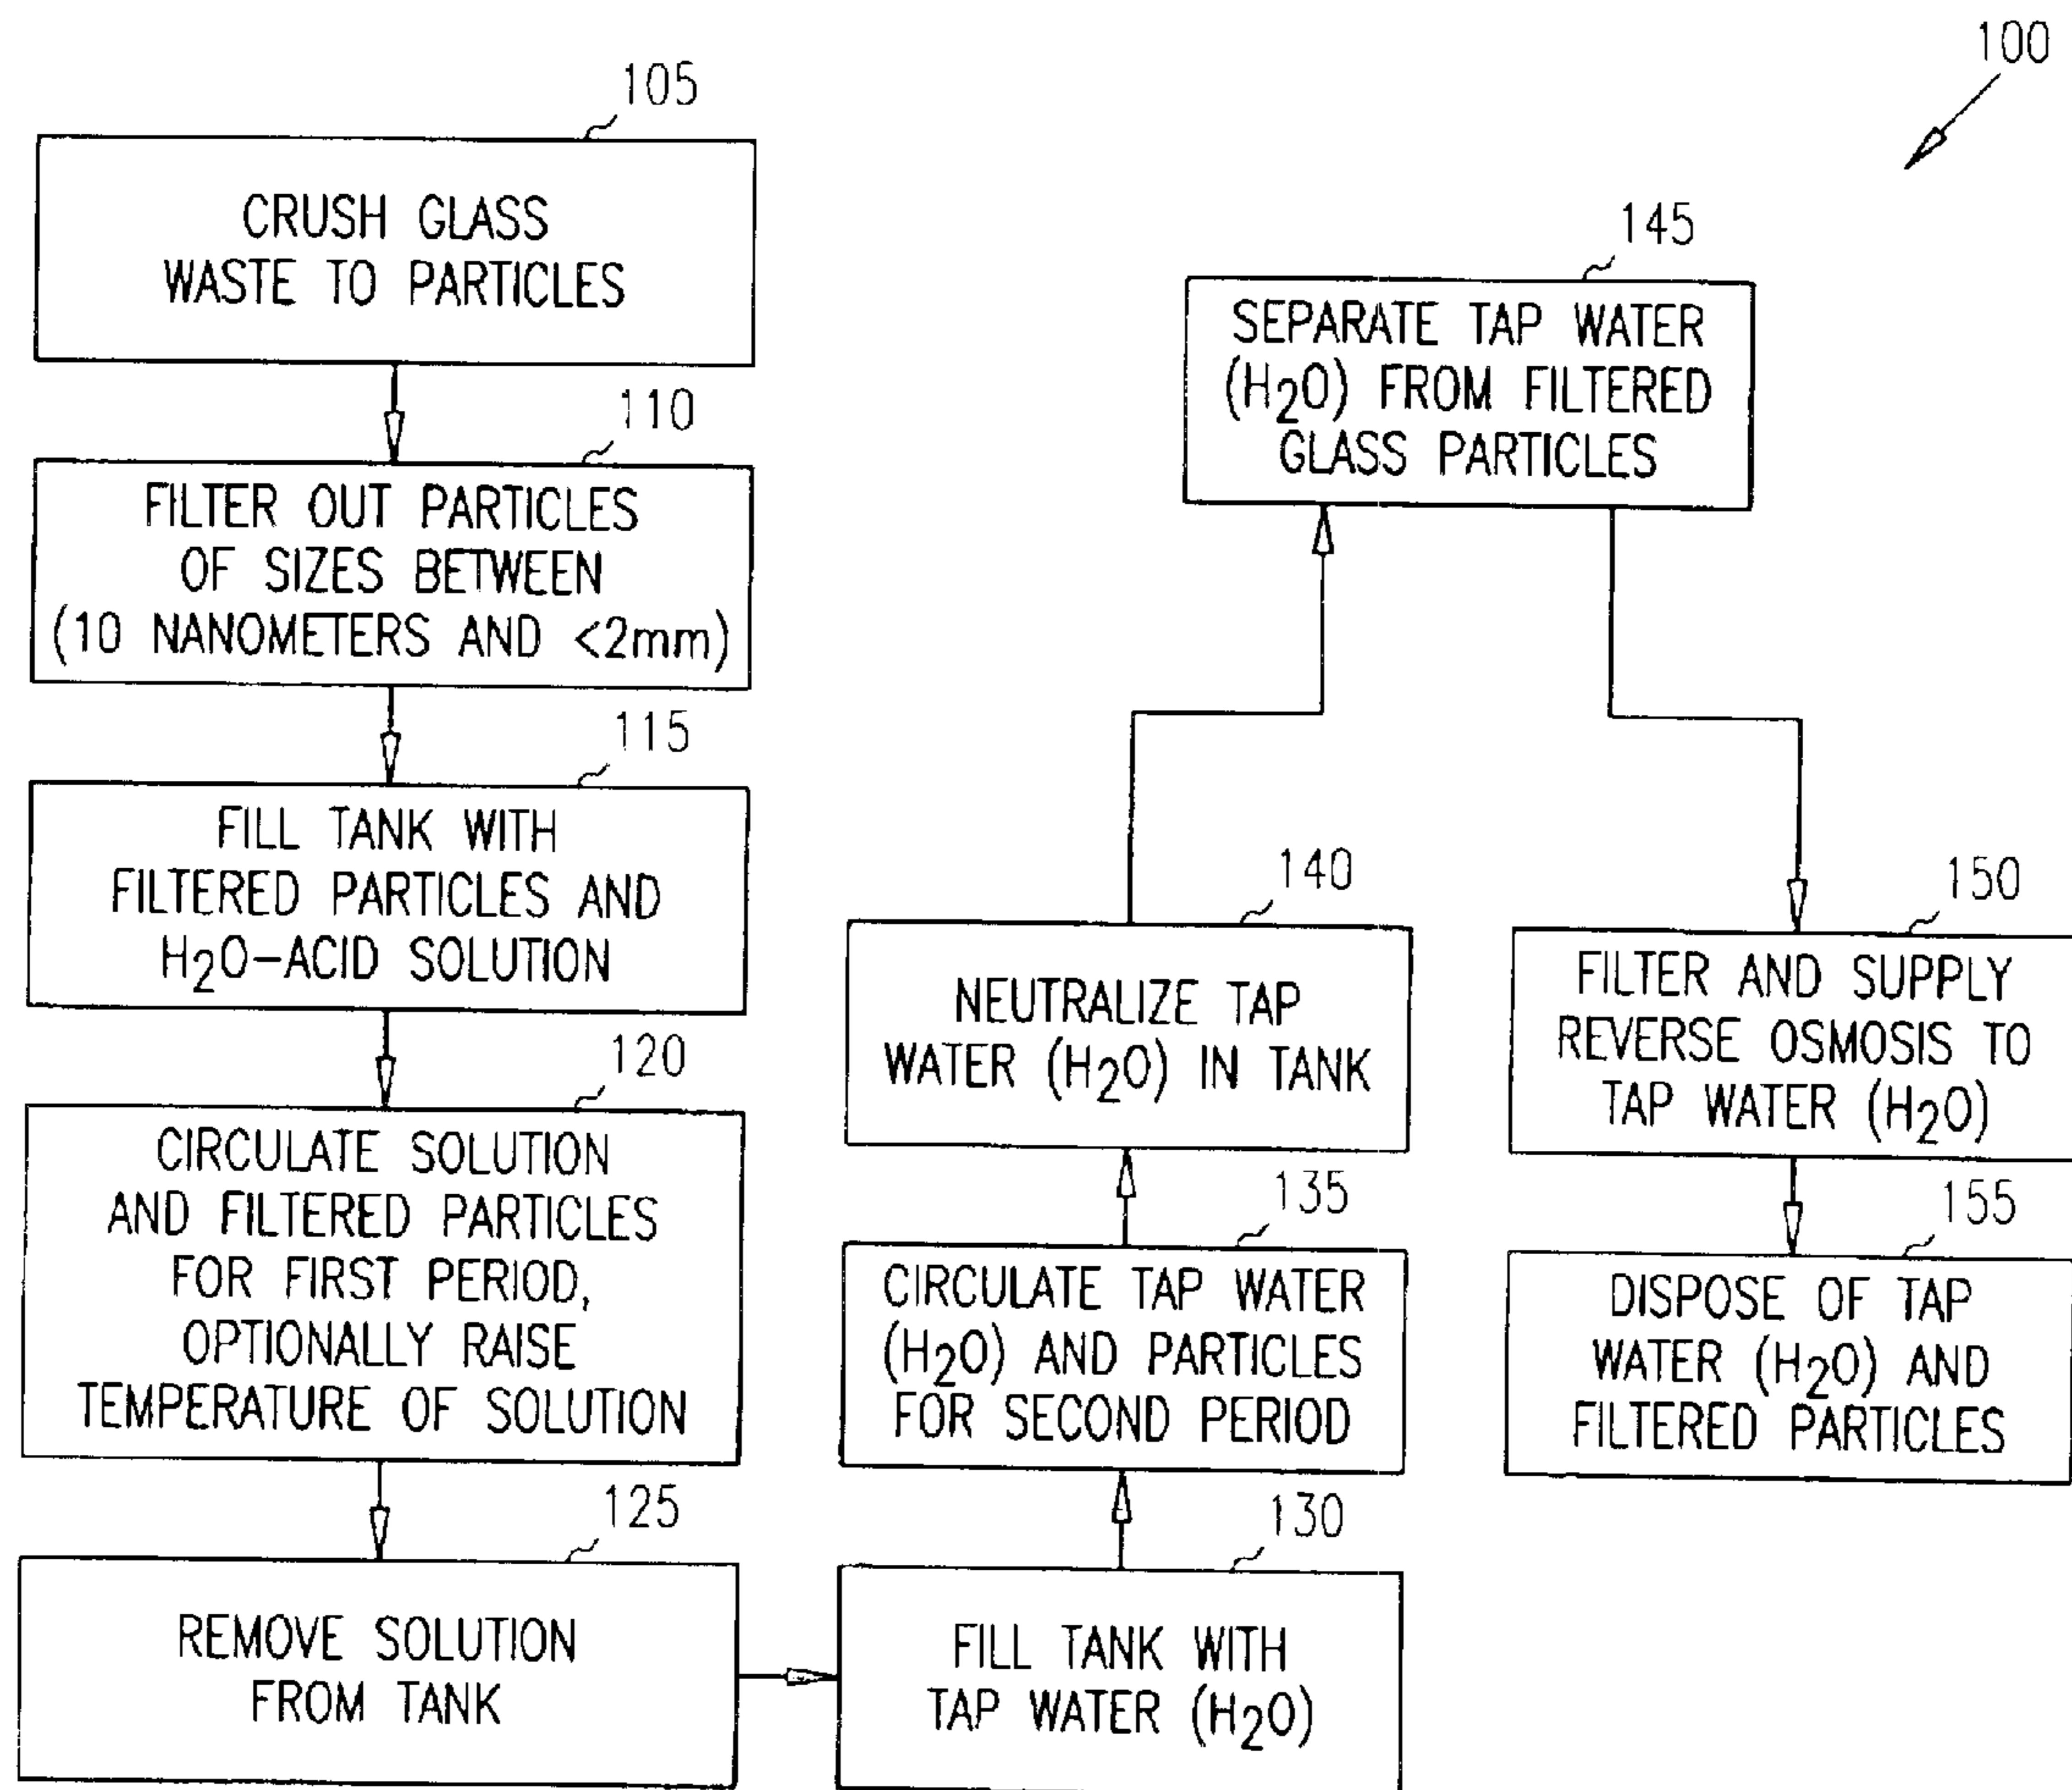 100
105
CRUSH GLASS
WASTE TO PARTICLES
110
FILTER OUT PARTICLES
OF SIZES BETWEEN
(10 NANOMETERS AND <2mm)
115
FILL TANK WITH
FILTERED PARTICLES AND
H2O-ACID SOLUTION
120
CIRCULATE SOLUTION
AND FILTERED PARTICLES
FOR FIRST PERIOD,
OPTIONALLY RAISE
TEMPERATURE OF SOLUTION
125
REMOVE SOLUTION
FROM TANK
130
FILL TANK WITH
TAP WATER (H2O)
135
CIRCULATE TAP WATER
(H2O) AND PARTICLES
FOR SECOND PERIOD
140
NEUTRALIZE TAP
WATER (H2O) IN TANK
145
SEPARATE TAP WATER
(H2O) FROM FILTERED
GLASS PARTICLES
150
FILTER AND SUPPLY
REVERSE OSMOSIS TO
TAP WATER (H2O)
155
DISPOSE OF TAP
WATER (H2O) AND
FILTERED PARTICLES